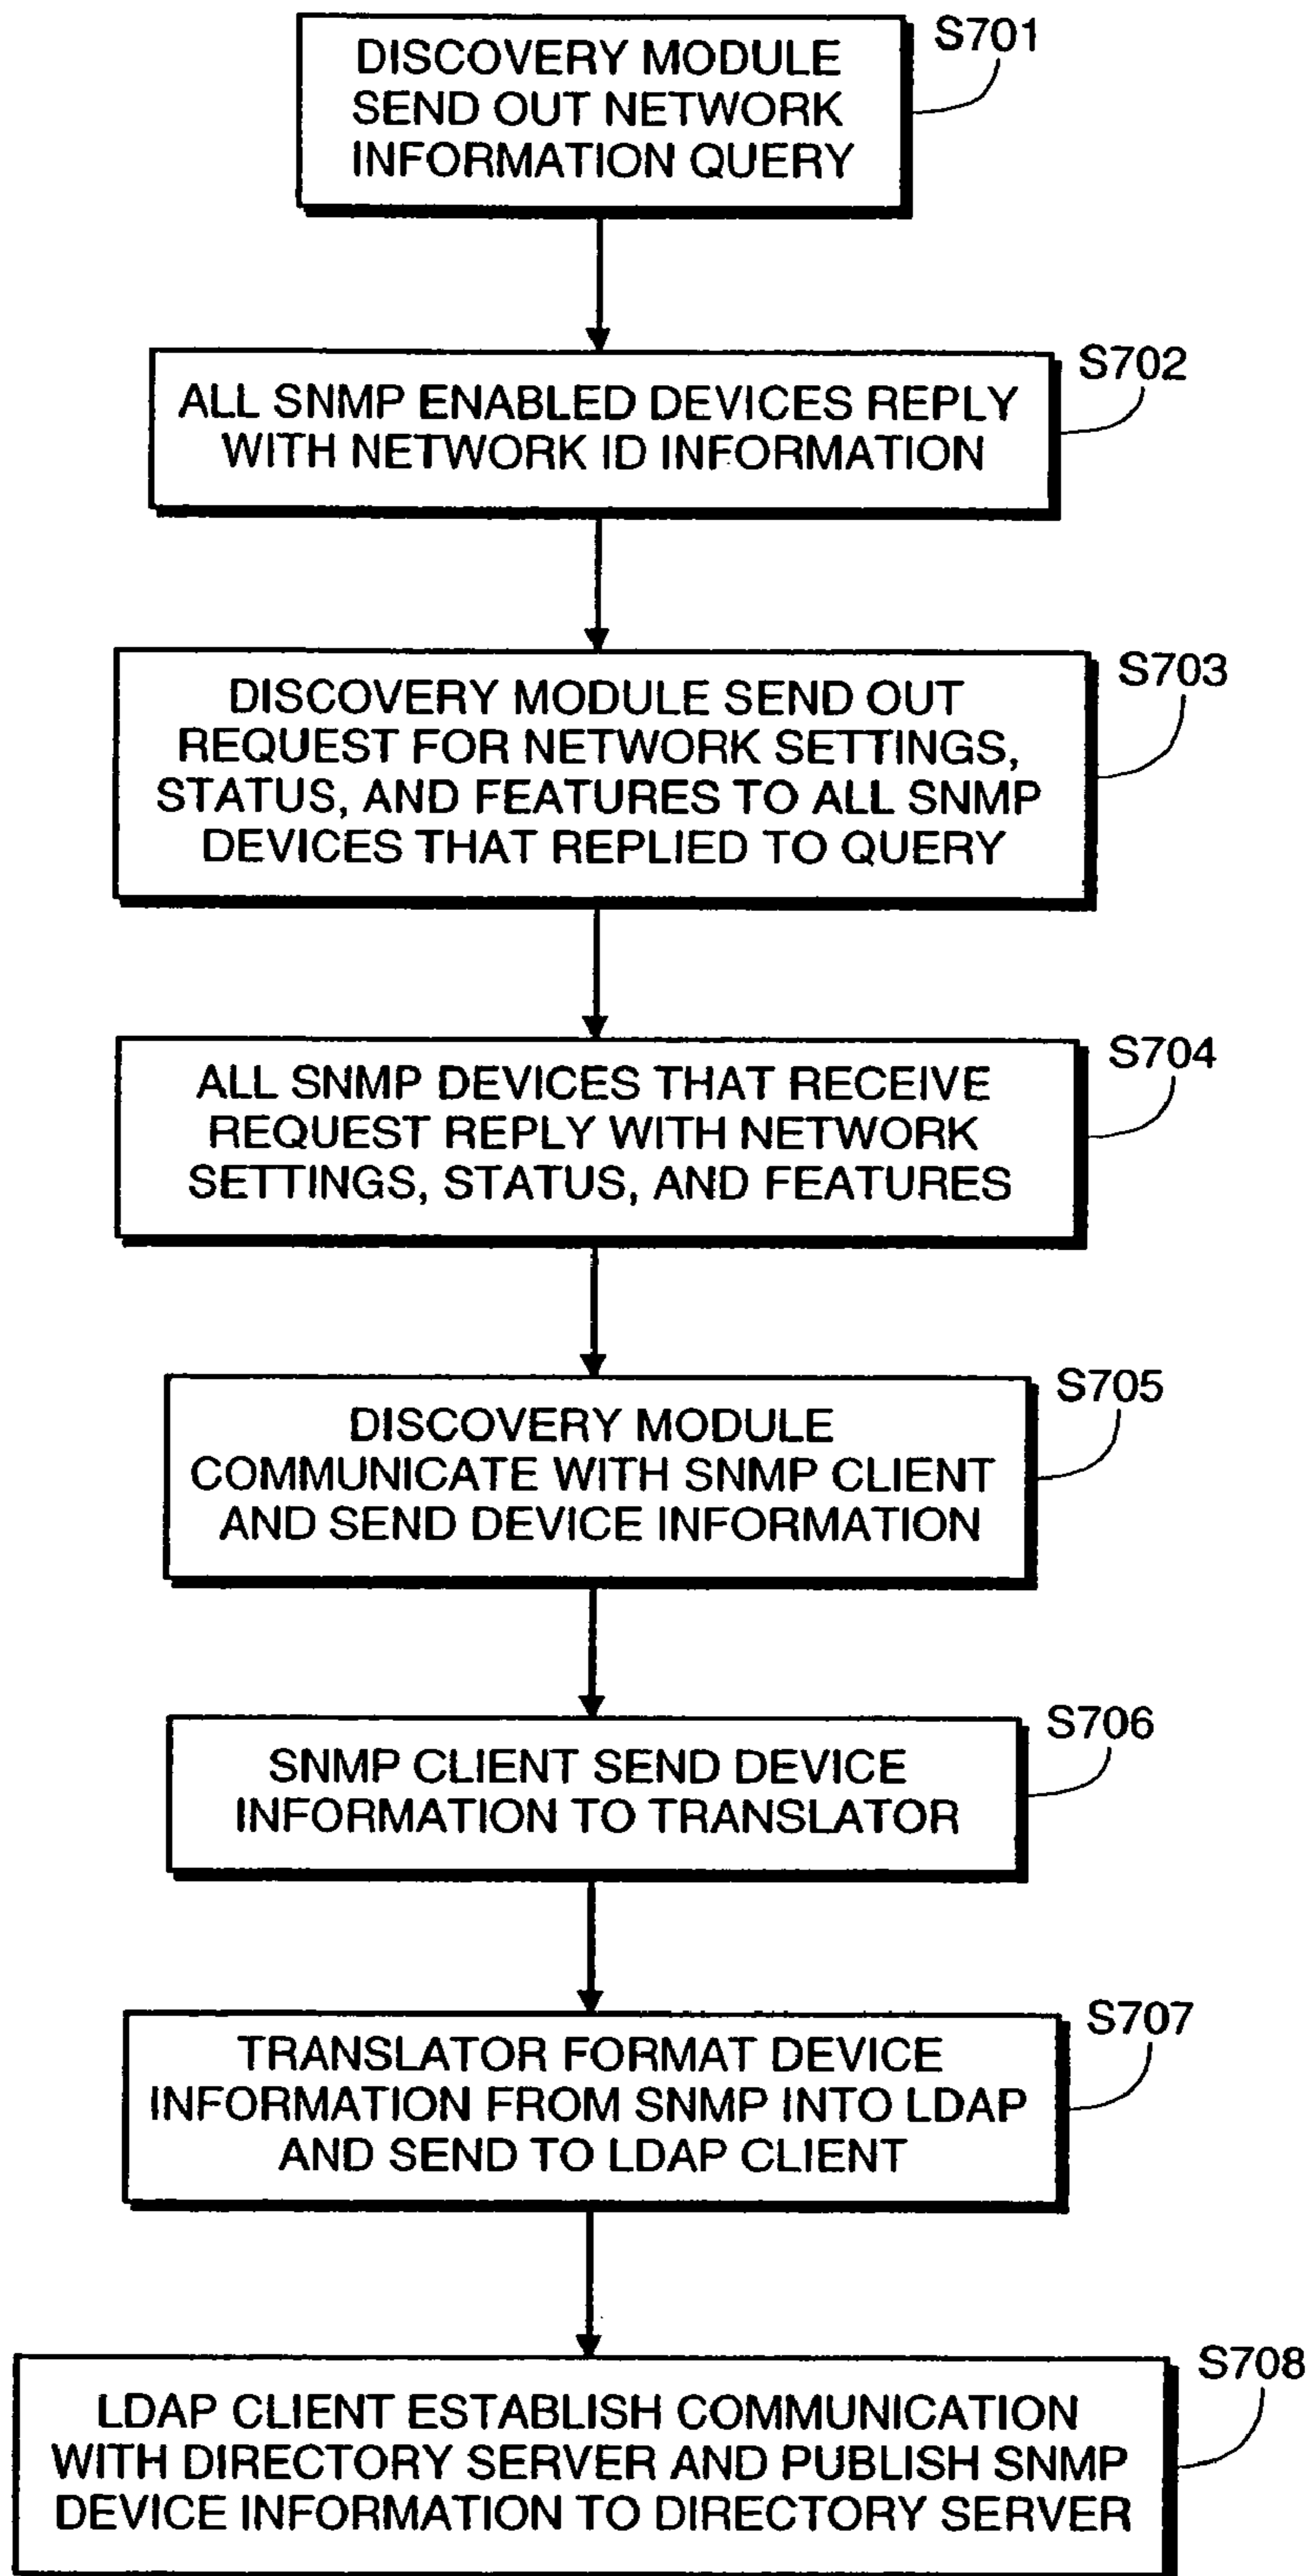 DISCOVERY MODULE
SEND OUT NETWORK
INFORMATION QUERY
S701
ALL SNMP ENABLED DEVICES REPLY
WITH NETWORK ID INFORMATION
S702
DISCOVERY MODULE SEND OUT
REQUEST FOR NETWORK SETTINGS,
STATUS, AND FEATURES TO ALL SNMP
DEVICES THAT REPLIED TO QUERY
S703
ALL SNMP DEVICES THAT RECEIVE
REQUEST REPLY WITH NETWORK
SETTINGS, STATUS, AND FEATURES
S704
DISCOVERY MODULE
COMMUNICATE WITH SNMP CLIENT
AND SEND DEVICE INFORMATION
S705
SNMP CLIENT SEND DEVICE
INFORMATION TO TRANSLATOR
S706
TRANSLATOR FORMAT DEVICE
INFORMATION FROM SNMP INTO LDAP
AND SEND TO LDAP CLIENT
S707
LDAP CLIENT ESTABLISH COMMUNICATION
WITH DIRECTORY SERVER AND PUBLISH SNMP
DEVICE INFORMATION TO DIRECTORY SERVER
S708